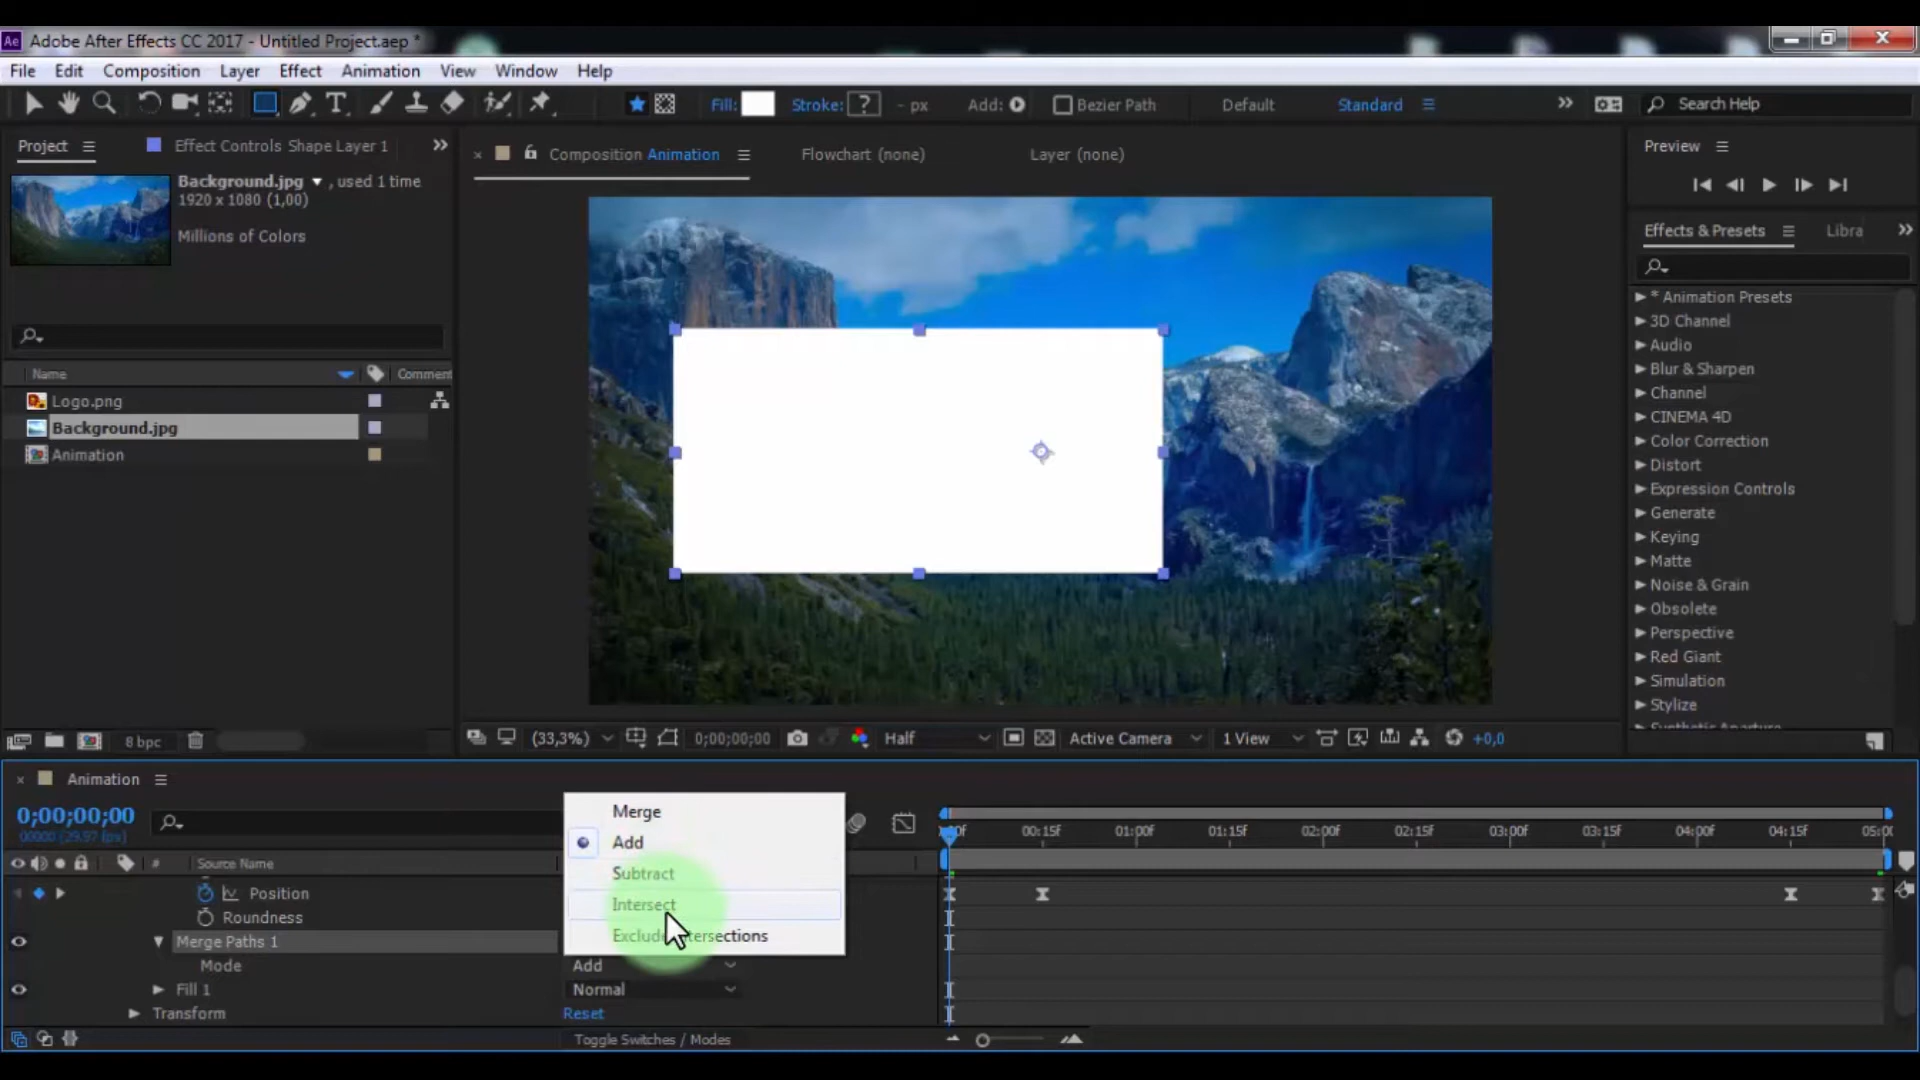 Ae Adobe After Effects CC 2017 - Untitled Project.aep *
File Edit Composition Layer Effect Animation View Window Help
T Fill: Stroke: ? - px Add: Bezier Path Default Standard Search Help
Project Effect Controls Shape Layer 1
Composition Animation Flowchart (none) Layer (none)
Preview
Background.jpg , used 1 time
1920 x 1080 (1,00)
Millions of Colors
Effects & Presets Libra
Name Comment
Logo.png
Background.jpg
Animation
* Animation Presets
3D Channel
Audio
Blur & Sharpen
Channel
CINEMA 4D
Color Correction
Distort
Expression Controls
Generate
Keying
Matte
Noise & Grain
Obsolete
Perspective
Red Giant
Simulation
Stylize
Synthetic Aperture
8 bpc (33,3%) 0;00;00;00 Half Active Camera 1 View +0,0
Animation
0;00;00;00
00000 (29.97 fps)
Merge
Add
Subtract
Intersect
00:15f 01:00f 01:15f 02:00f 02:15f 03:00f 03:15f 04:00f 04:15f
# Source Name
Position
Roundness
Merge Paths 1
Mode Add
Fill 1 Normal
Transform Reset
Toggle Switches / Modes